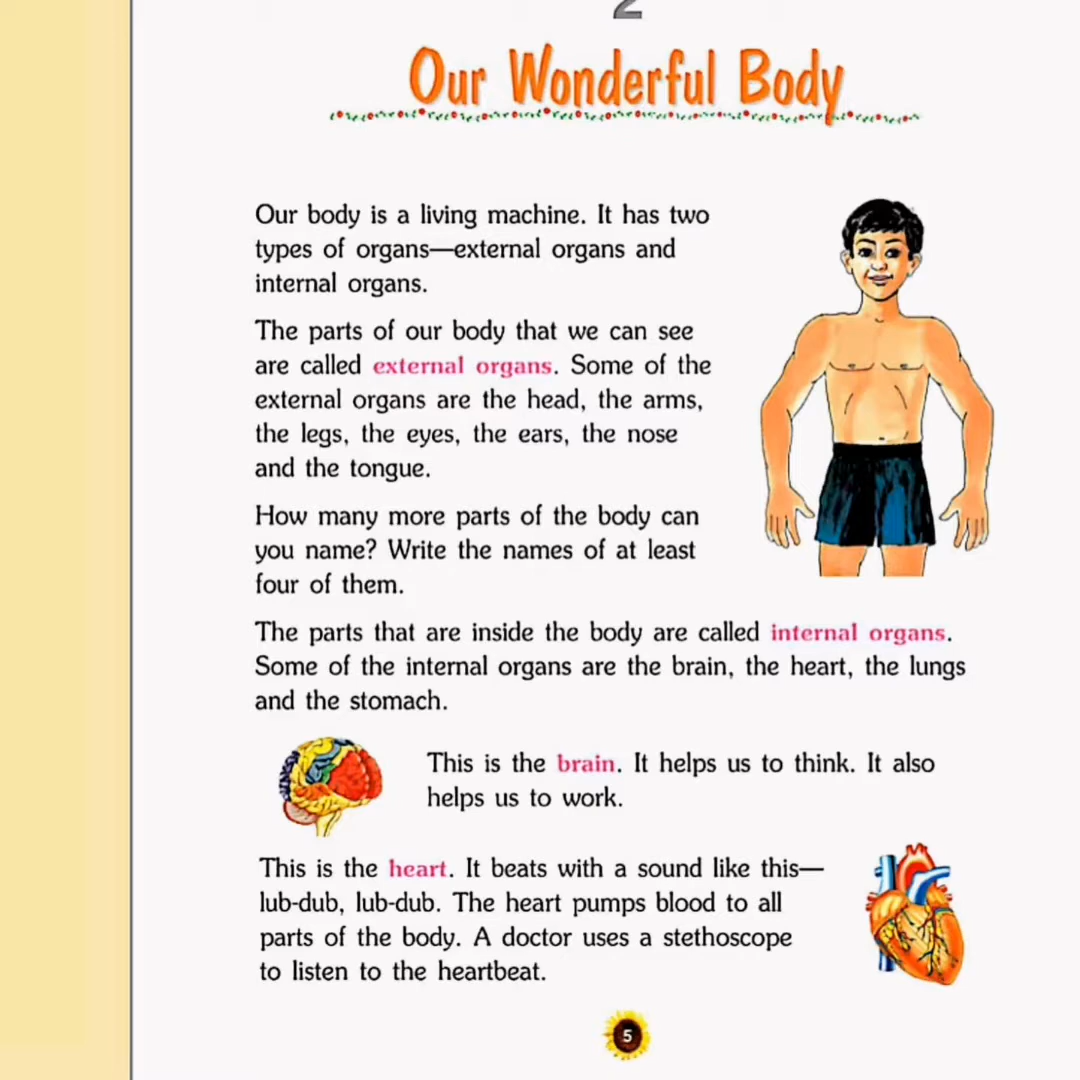 2
Our Wonderful Body
Our body is a living machine. It has two
types of organs—external organs and
internal organs.
The parts of our body that we can see
are called external organs. Some of the
external organs are the head, the arms,
the legs, the eyes, the ears, the nose
and the tongue.
How many more parts of the body can
you name? Write the names of at least
four of them.
The parts that are inside the body are called internal organs.
Some of the internal organs are the brain, the heart, the lungs
and the stomach.
This is the brain. It helps us to think. It also
helps us to work.
This is the heart. It beats with a sound like this—
lub-dub, lub-dub. The heart pumps blood to all
parts of the body. A doctor uses a stethoscope
to listen to the heartbeat.
5